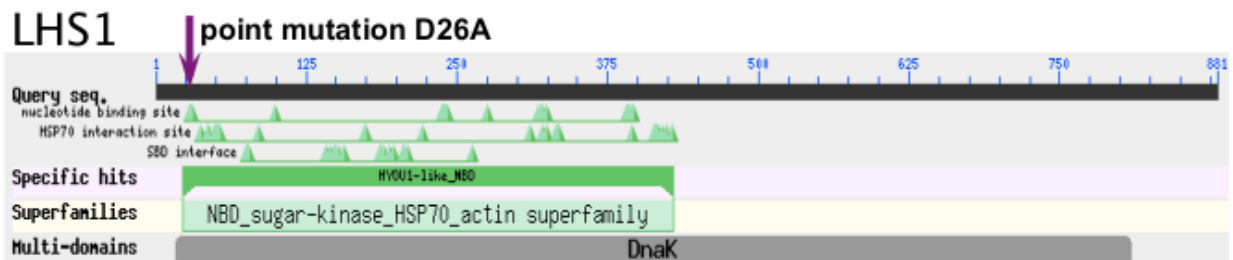 LHS1 point mutation D26A
1 125 250 375 500 625 750 881
Query seq.
nucleotide binding site
HSP70 interaction site
SBD interface
Specific hits HYOU1-like_NBD
Superfamilies NBD_sugar-kinase_HSP70_actin superfamily
Multi-domains DnaK